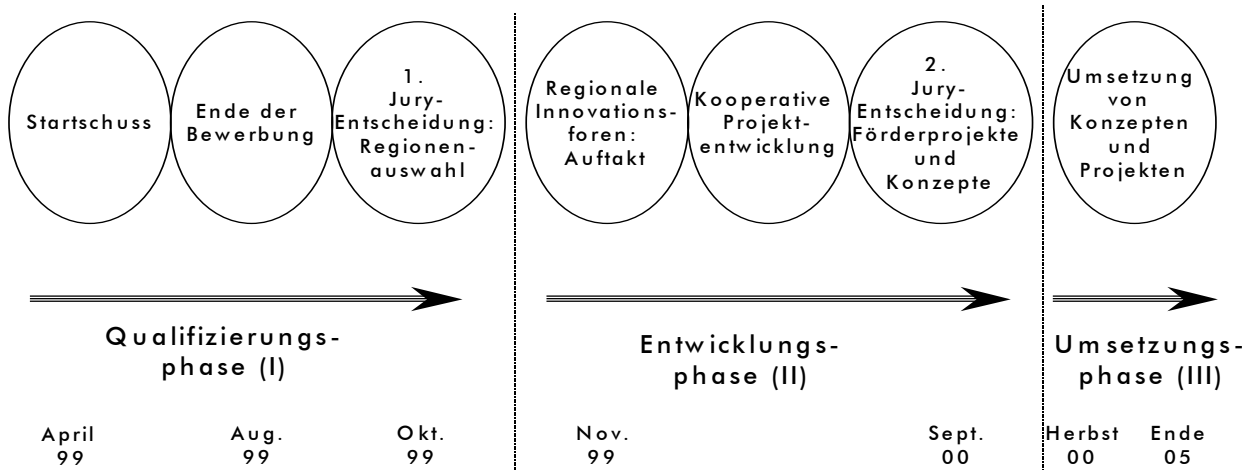 Startschuss
Ende der
Bewerbung
1.
Jury-
Entscheidung:
Regionen-
auswahl
Regionale
Innovations-
foren:
Auftakt
Kooperative
Projekt-
entwicklung
2.
Jury-
Entscheidung:
Förderprojekte
und
Konzepte
Umsetzung
von
Konzepten
und
Projekten
Qualifizierungs-
phase (I)
Entwicklungs-
phase (II)
Umsetzungs-
phase (III)
April
99
Aug.
99
Okt.
99
Nov.
99
Sept.
00
Herbst
00
Ende
05